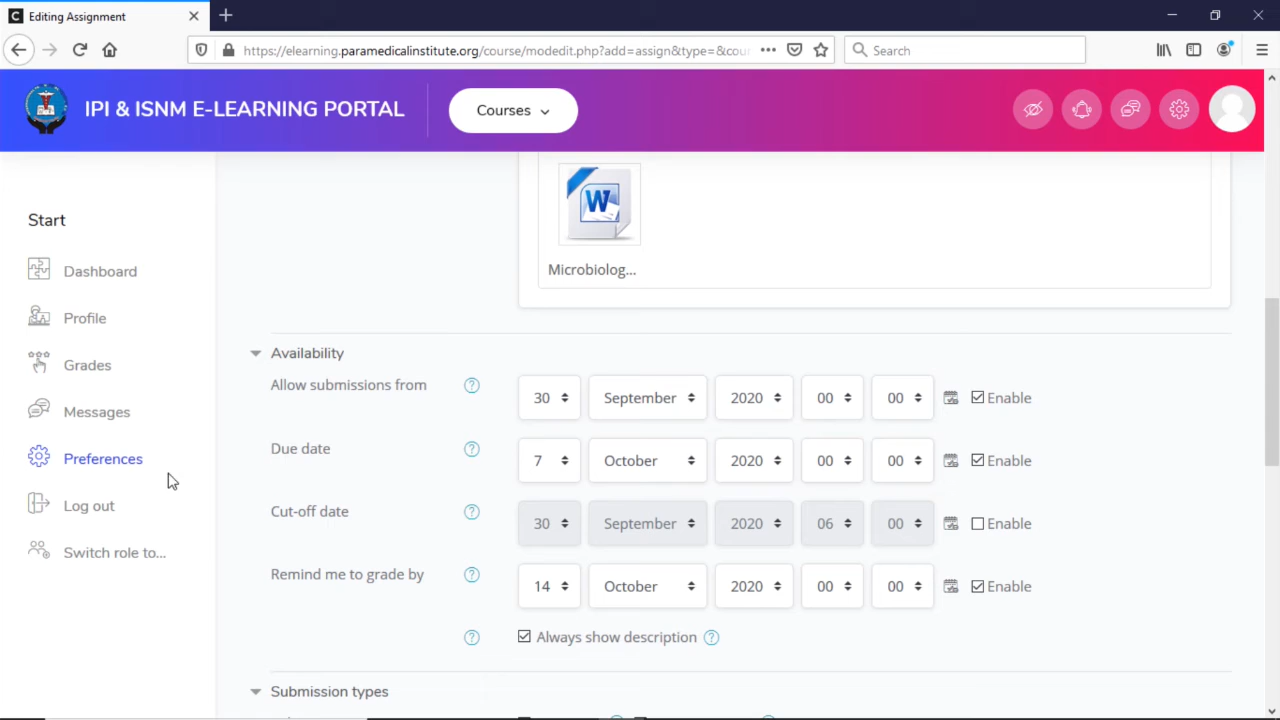 Editing Assignment
https://elearning.paramedicalinstitute.org/course/modedit.php?add=assign&type=&cou
Search
IPI & ISNM E-LEARNING PORTAL
Courses
Start
Dashboard
Profile
Grades
Messages
Preferences
Log out
Switch role to...
W
Microbiolog...
Availability
Allow submissions from ? 30 September 2020 00 00 Enable
Due date ? 7 October 2020 00 00 Enable
Cut-off date ? 30 September 2020 06 00 Enable
Remind me to grade by ? 14 October 2020 00 00 Enable
? Always show description ?
Submission types